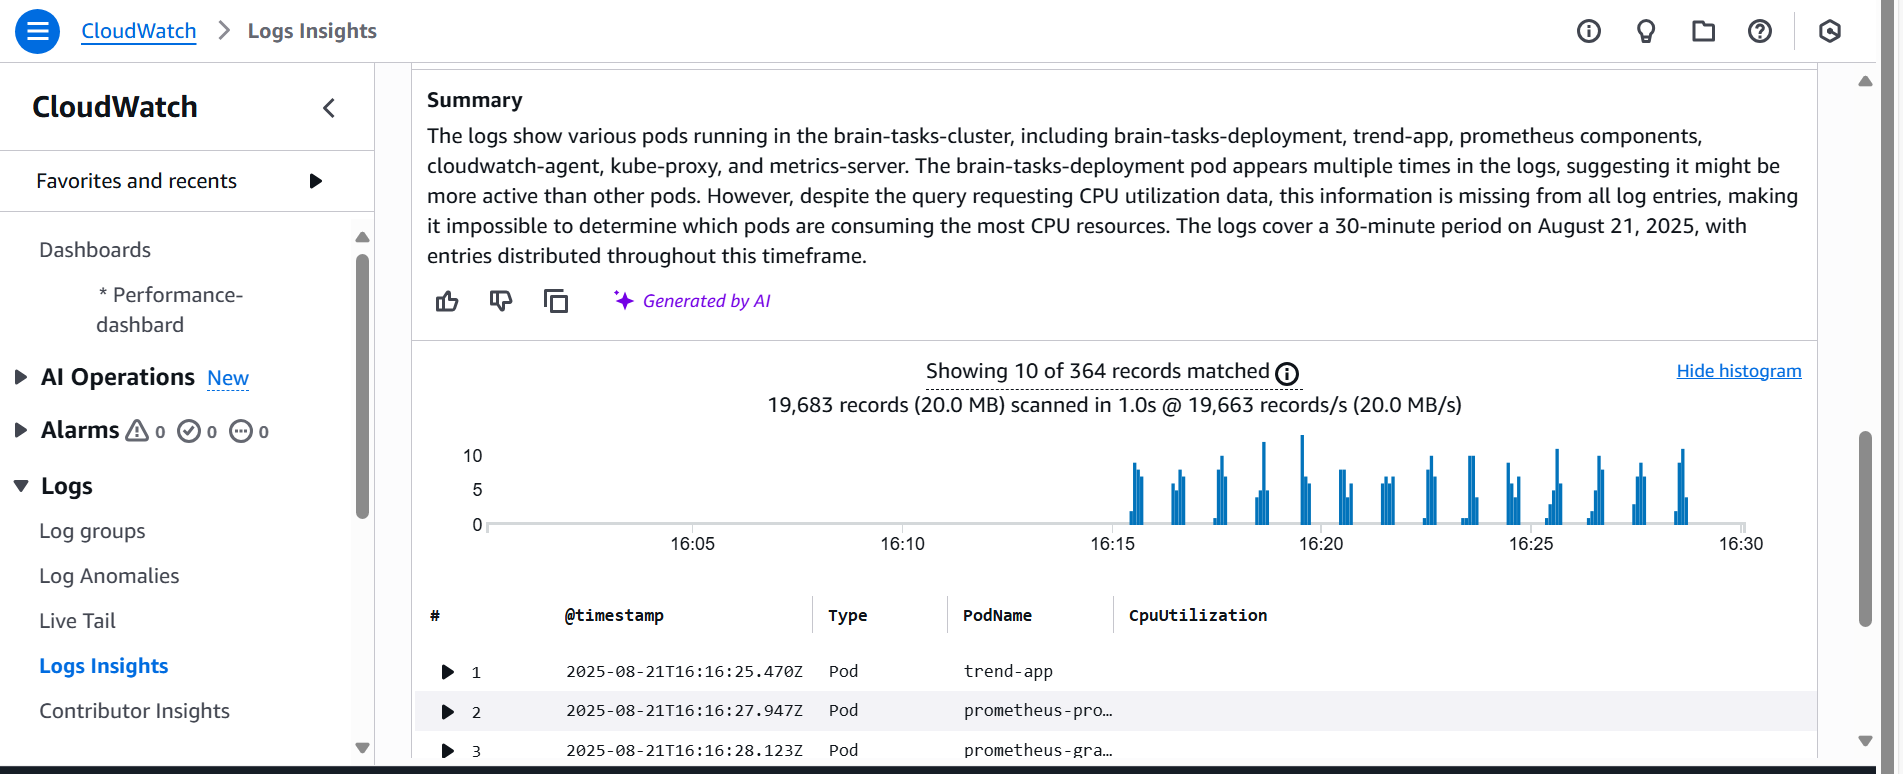 CloudWatch
Logs Insights
CloudWatch
Favorites and recents
Dashboards
* Performance-
dashbard
AI Operations New
Alarms 0 0 0
Logs
Log groups
Log Anomalies
Live Tail
Logs Insights
Contributor Insights
Summary
The logs show various pods running in the brain-tasks-cluster, including brain-tasks-deployment, trend-app, prometheus components,
cloudwatch-agent, kube-proxy, and metrics-server. The brain-tasks-deployment pod appears multiple times in the logs, suggesting it might be
more active than other pods. However, despite the query requesting CPU utilization data, this information is missing from all log entries, making
it impossible to determine which pods are consuming the most CPU resources. The logs cover a 30-minute period on August 21, 2025, with
entries distributed throughout this timeframe.
Generated by AI
Showing 10 of 364 records matched
Hide histogram
19,683 records (20.0 MB) scanned in 1.0s @ 19,663 records/s (20.0 MB/s)
10
5
0
16:05 16:10 16:15 16:20 16:25 16:30
# @timestamp Type PodName CpuUtilization
1 2025-08-21T16:16:25.470Z Pod trend-app
2 2025-08-21T16:16:27.947Z Pod prometheus-pro…
3 2025-08-21T16:16:28.123Z Pod prometheus-gra…